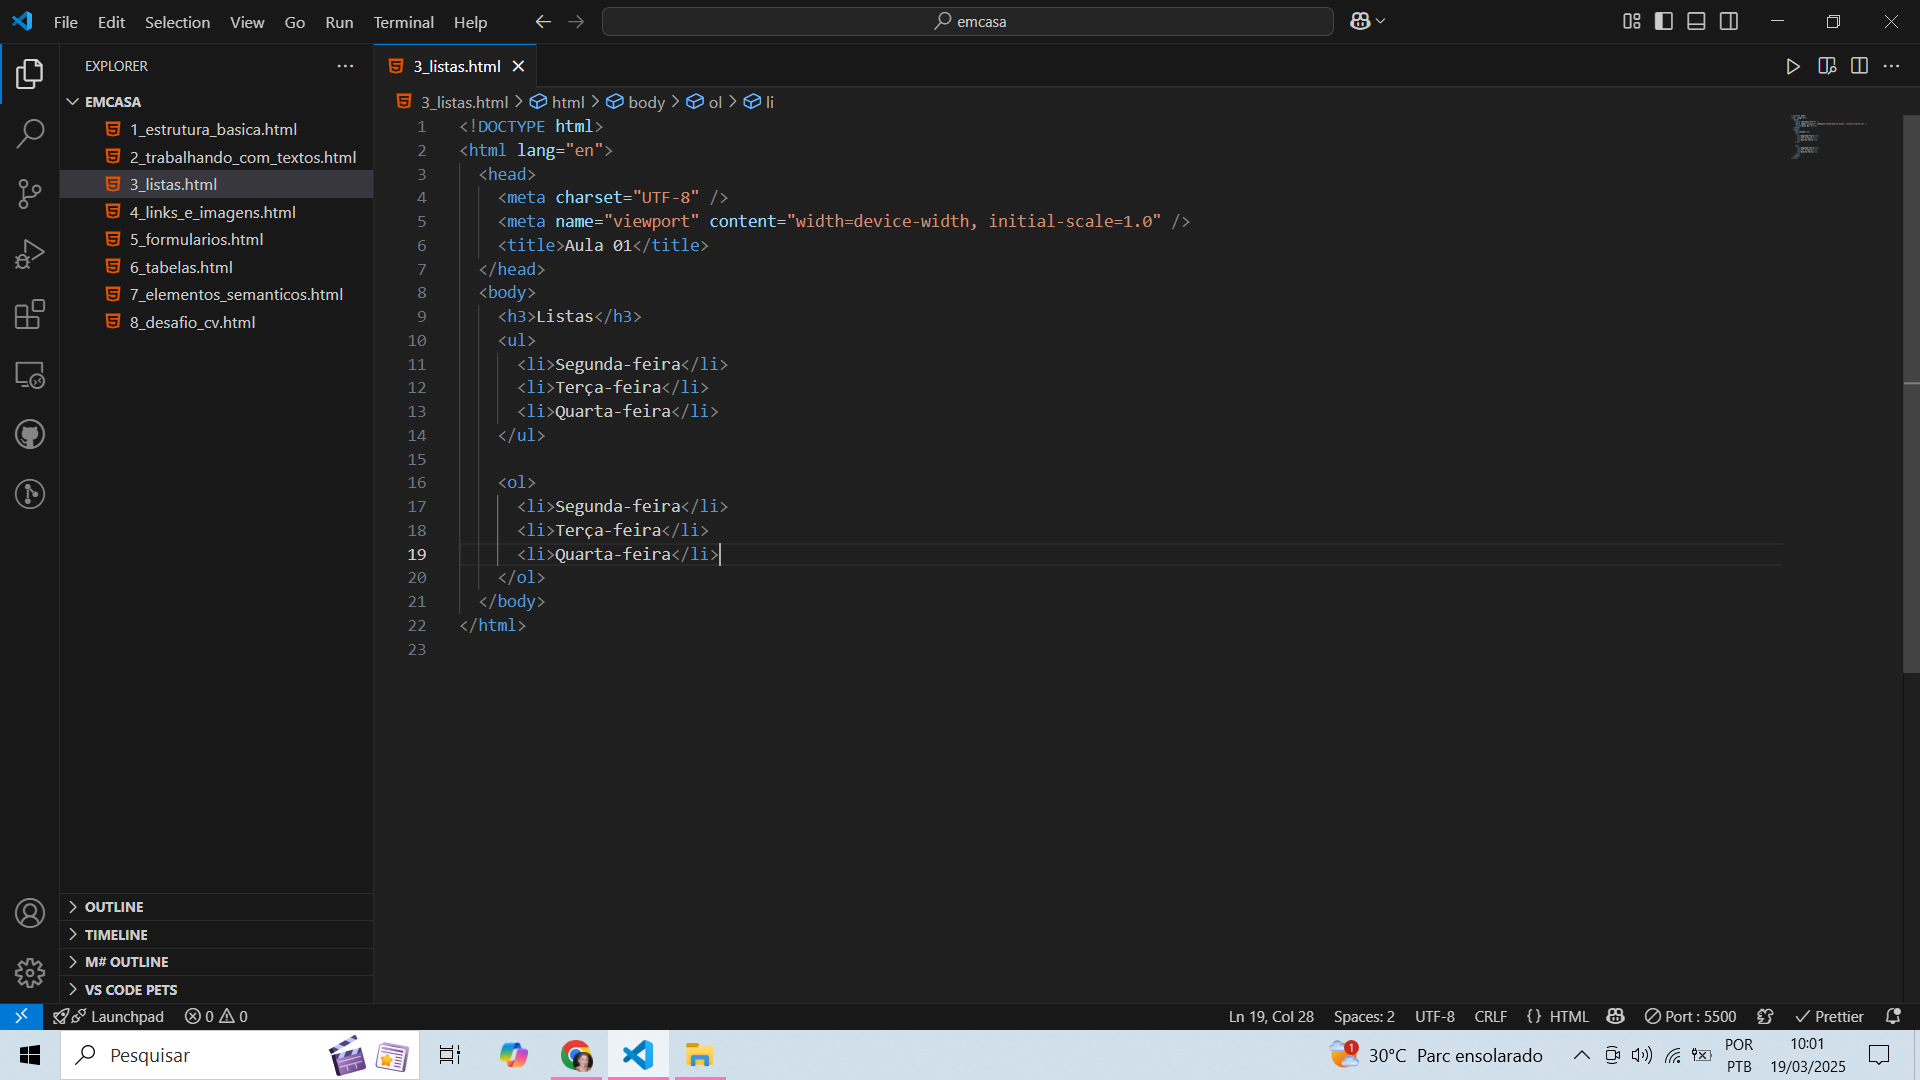 File Edit Selection View Go Run Terminal Help
emcasa
EXPLORER
EMCASA
1_estrutura_basica.html
2_trabalhando_com_textos.html
3_listas.html
4_links_e_imagens.html
5_formularios.html
6_tabelas.html
7_elementos_semanticos.html
8_desafio_cv.html
OUTLINE
TIMELINE
M# OUTLINE
VS CODE PETS
3_listas.html
3_listas.html > html > body > ol > li
1 <!DOCTYPE html>
2 <html lang="en">
3 <head>
4 <meta charset="UTF-8" />
5 <meta name="viewport" content="width=device-width, initial-scale=1.0" />
6 <title>Aula 01</title>
7 </head>
8 <body>
9 <h3>Listas</h3>
10 <ul>
11 <li>Segunda-feira</li>
12 <li>Terça-feira</li>
13 <li>Quarta-feira</li>
14 </ul>
15
16 <ol>
17 <li>Segunda-feira</li>
18 <li>Terça-feira</li>
19 <li>Quarta-feira</li>
20 </ol>
21 </body>
22 </html>
23
Launchpad 0 0 Ln 19, Col 28 Spaces: 2 UTF-8 CRLF {} HTML Port : 5500 Prettier
Pesquisar
1
30°C Parc ensolarado
POR
PTB
10:01
19/03/2025